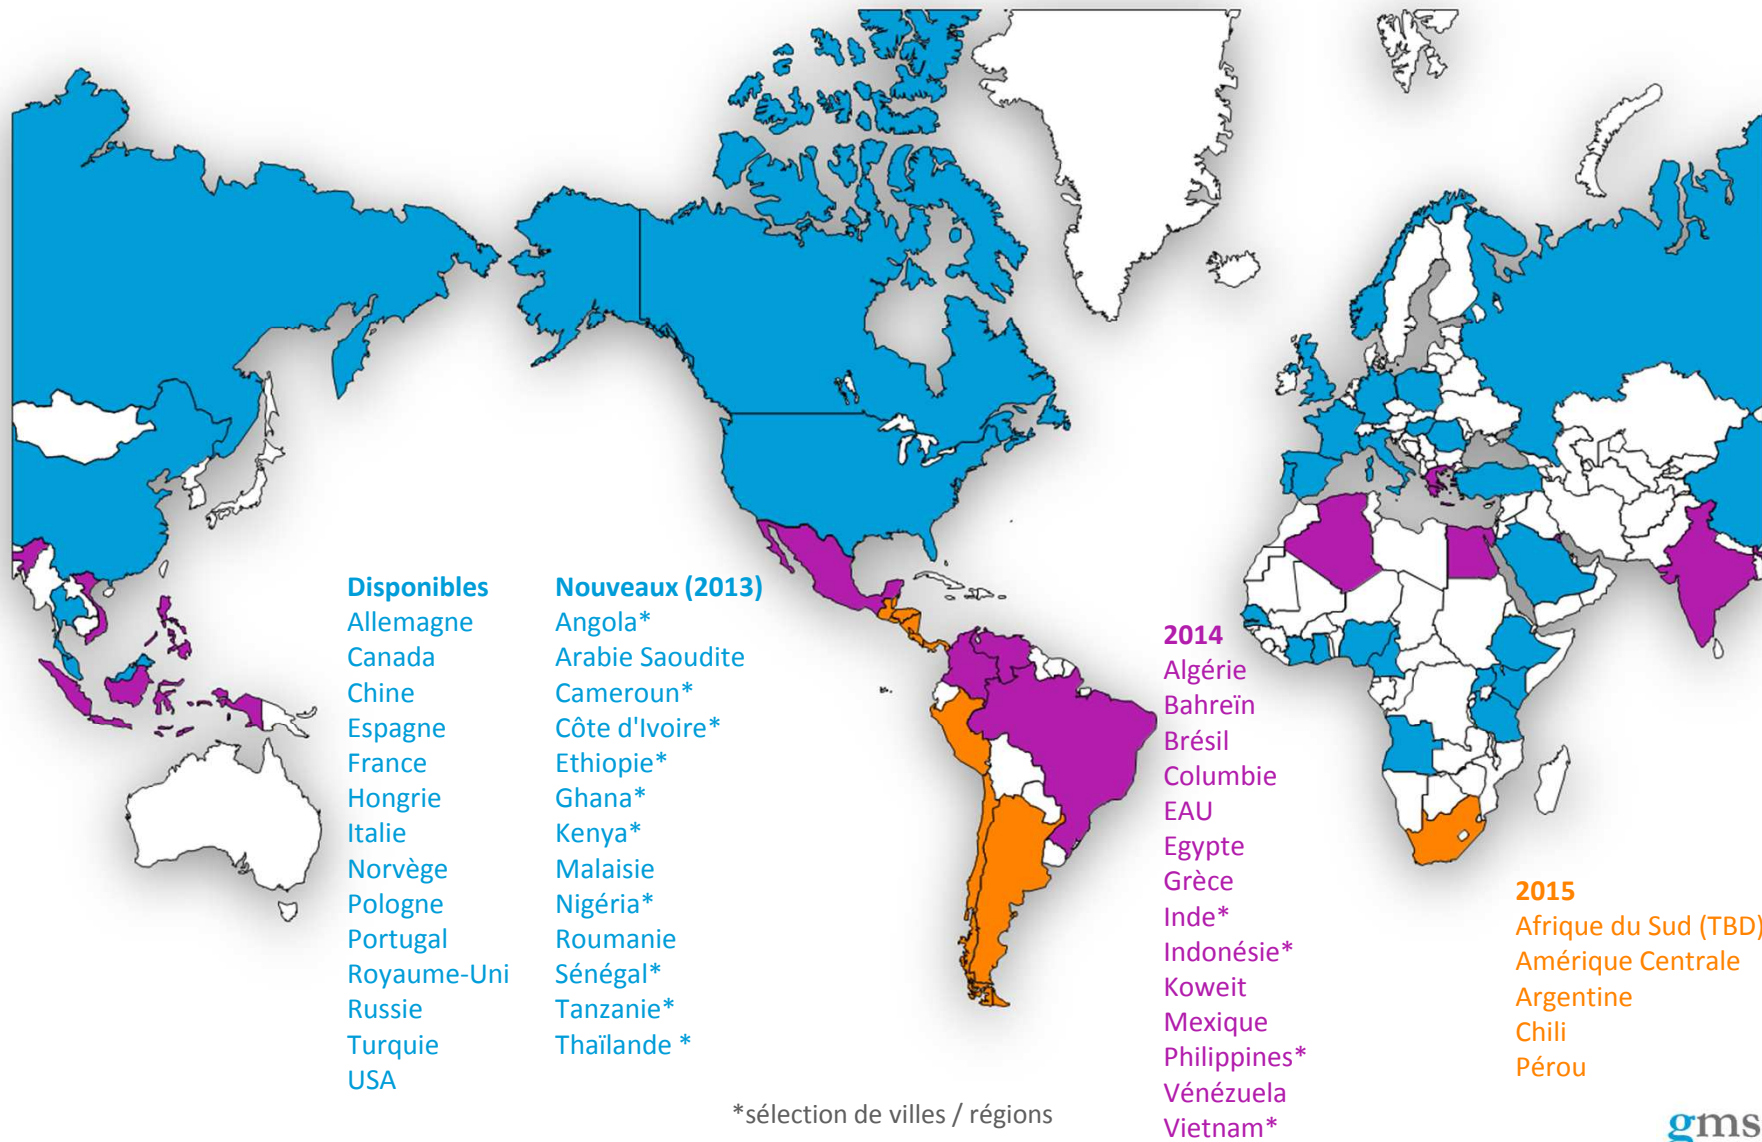 Disponibles
Allemagne
Canada
Chine
Espagne
France
Hongrie
Italie
Norvège
Pologne
Portugal
Royaume-Uni
Russie
Turquie
USA
Nouveaux (2013)
Angola*
Arabie Saoudite
Cameroun*
Côte d'Ivoire*
Ethiopie*
Ghana*
Kenya*
Malaisie
Nigéria*
Roumanie
Sénégal*
Tanzanie*
Thaïlande *
2014
Algérie
Bahreïn
Brésil
Columbie
EAU
Egypte
Grèce
Inde*
Indonésie*
Koweit
Mexique
Philippines*
Vénézuela
Vietnam*
2015
Afrique du Sud (TBD)
Amérique Centrale
Argentine
Chili
Pérou
*sélection de villes / régions
gms